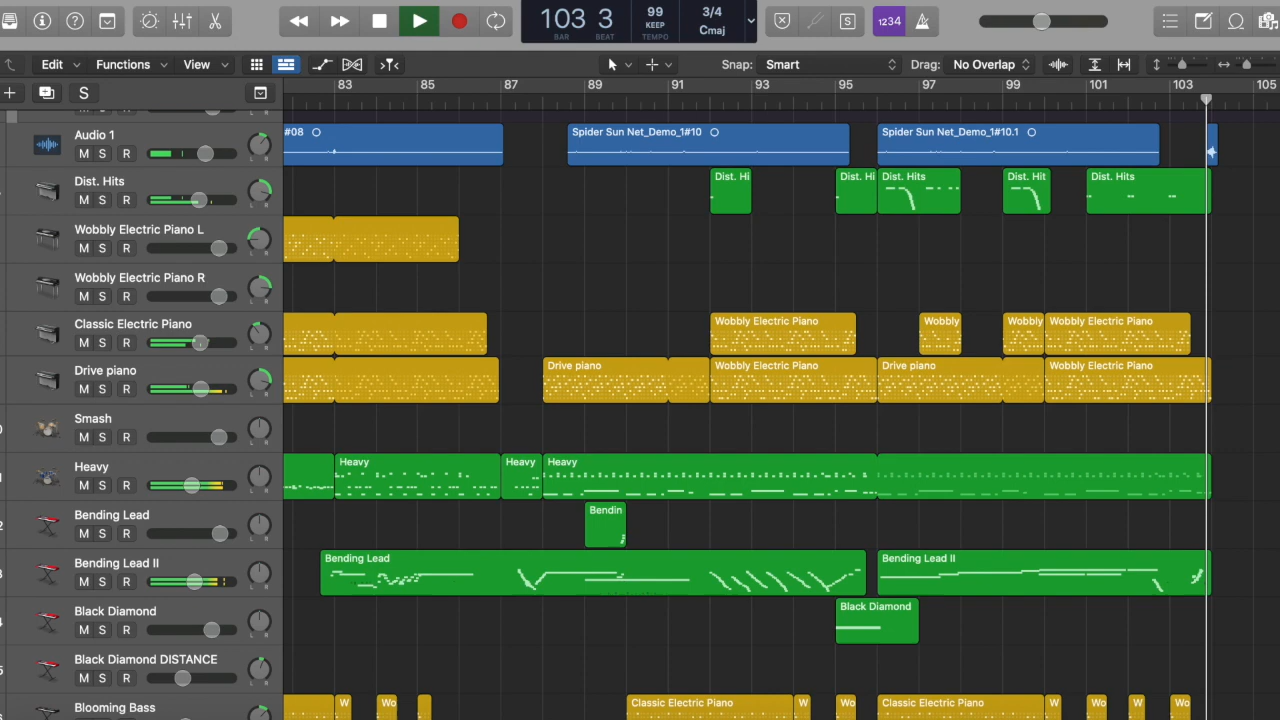 103 3 99 3/4
BAR BEAT KEEP Cmaj
TEMPO
S 1234
Edit Functions View Snap: Smart Drag: No Overlap
S 83 85 87 89 91 93 95 97 99 101 103 105
Audio 1 #08 Spider Sun Net_Demo_1#10 Spider Sun Net_Demo_1#10.1
M S R
Dist. Hits Dist. Hi Dist. Hi Dist. Hits Dist. Hit Dist. Hits
M S R L R
Wobbly Electric Piano L
M S R L R
Wobbly Electric Piano R
M S R L R
Classic Electric Piano Wobbly Electric Piano Wobbly Wobbly Wobbly Electric Piano
M S R L R
Drive piano Drive piano Wobbly Electric Piano Drive piano Wobbly Electric Piano
M S R L R
Smash
M S R L R
Heavy Heavy Heavy Heavy
M S R L R
Bending Lead Bendin
M S R L R
Bending Lead II Bending Lead Bending Lead II
M S R L R
Black Diamond Black Diamond
M S R L R
Black Diamond DISTANCE
M S R L R
Blooming Bass W Wo Classic Electric Piano W Wo Classic Electric Piano W Wo W Wo